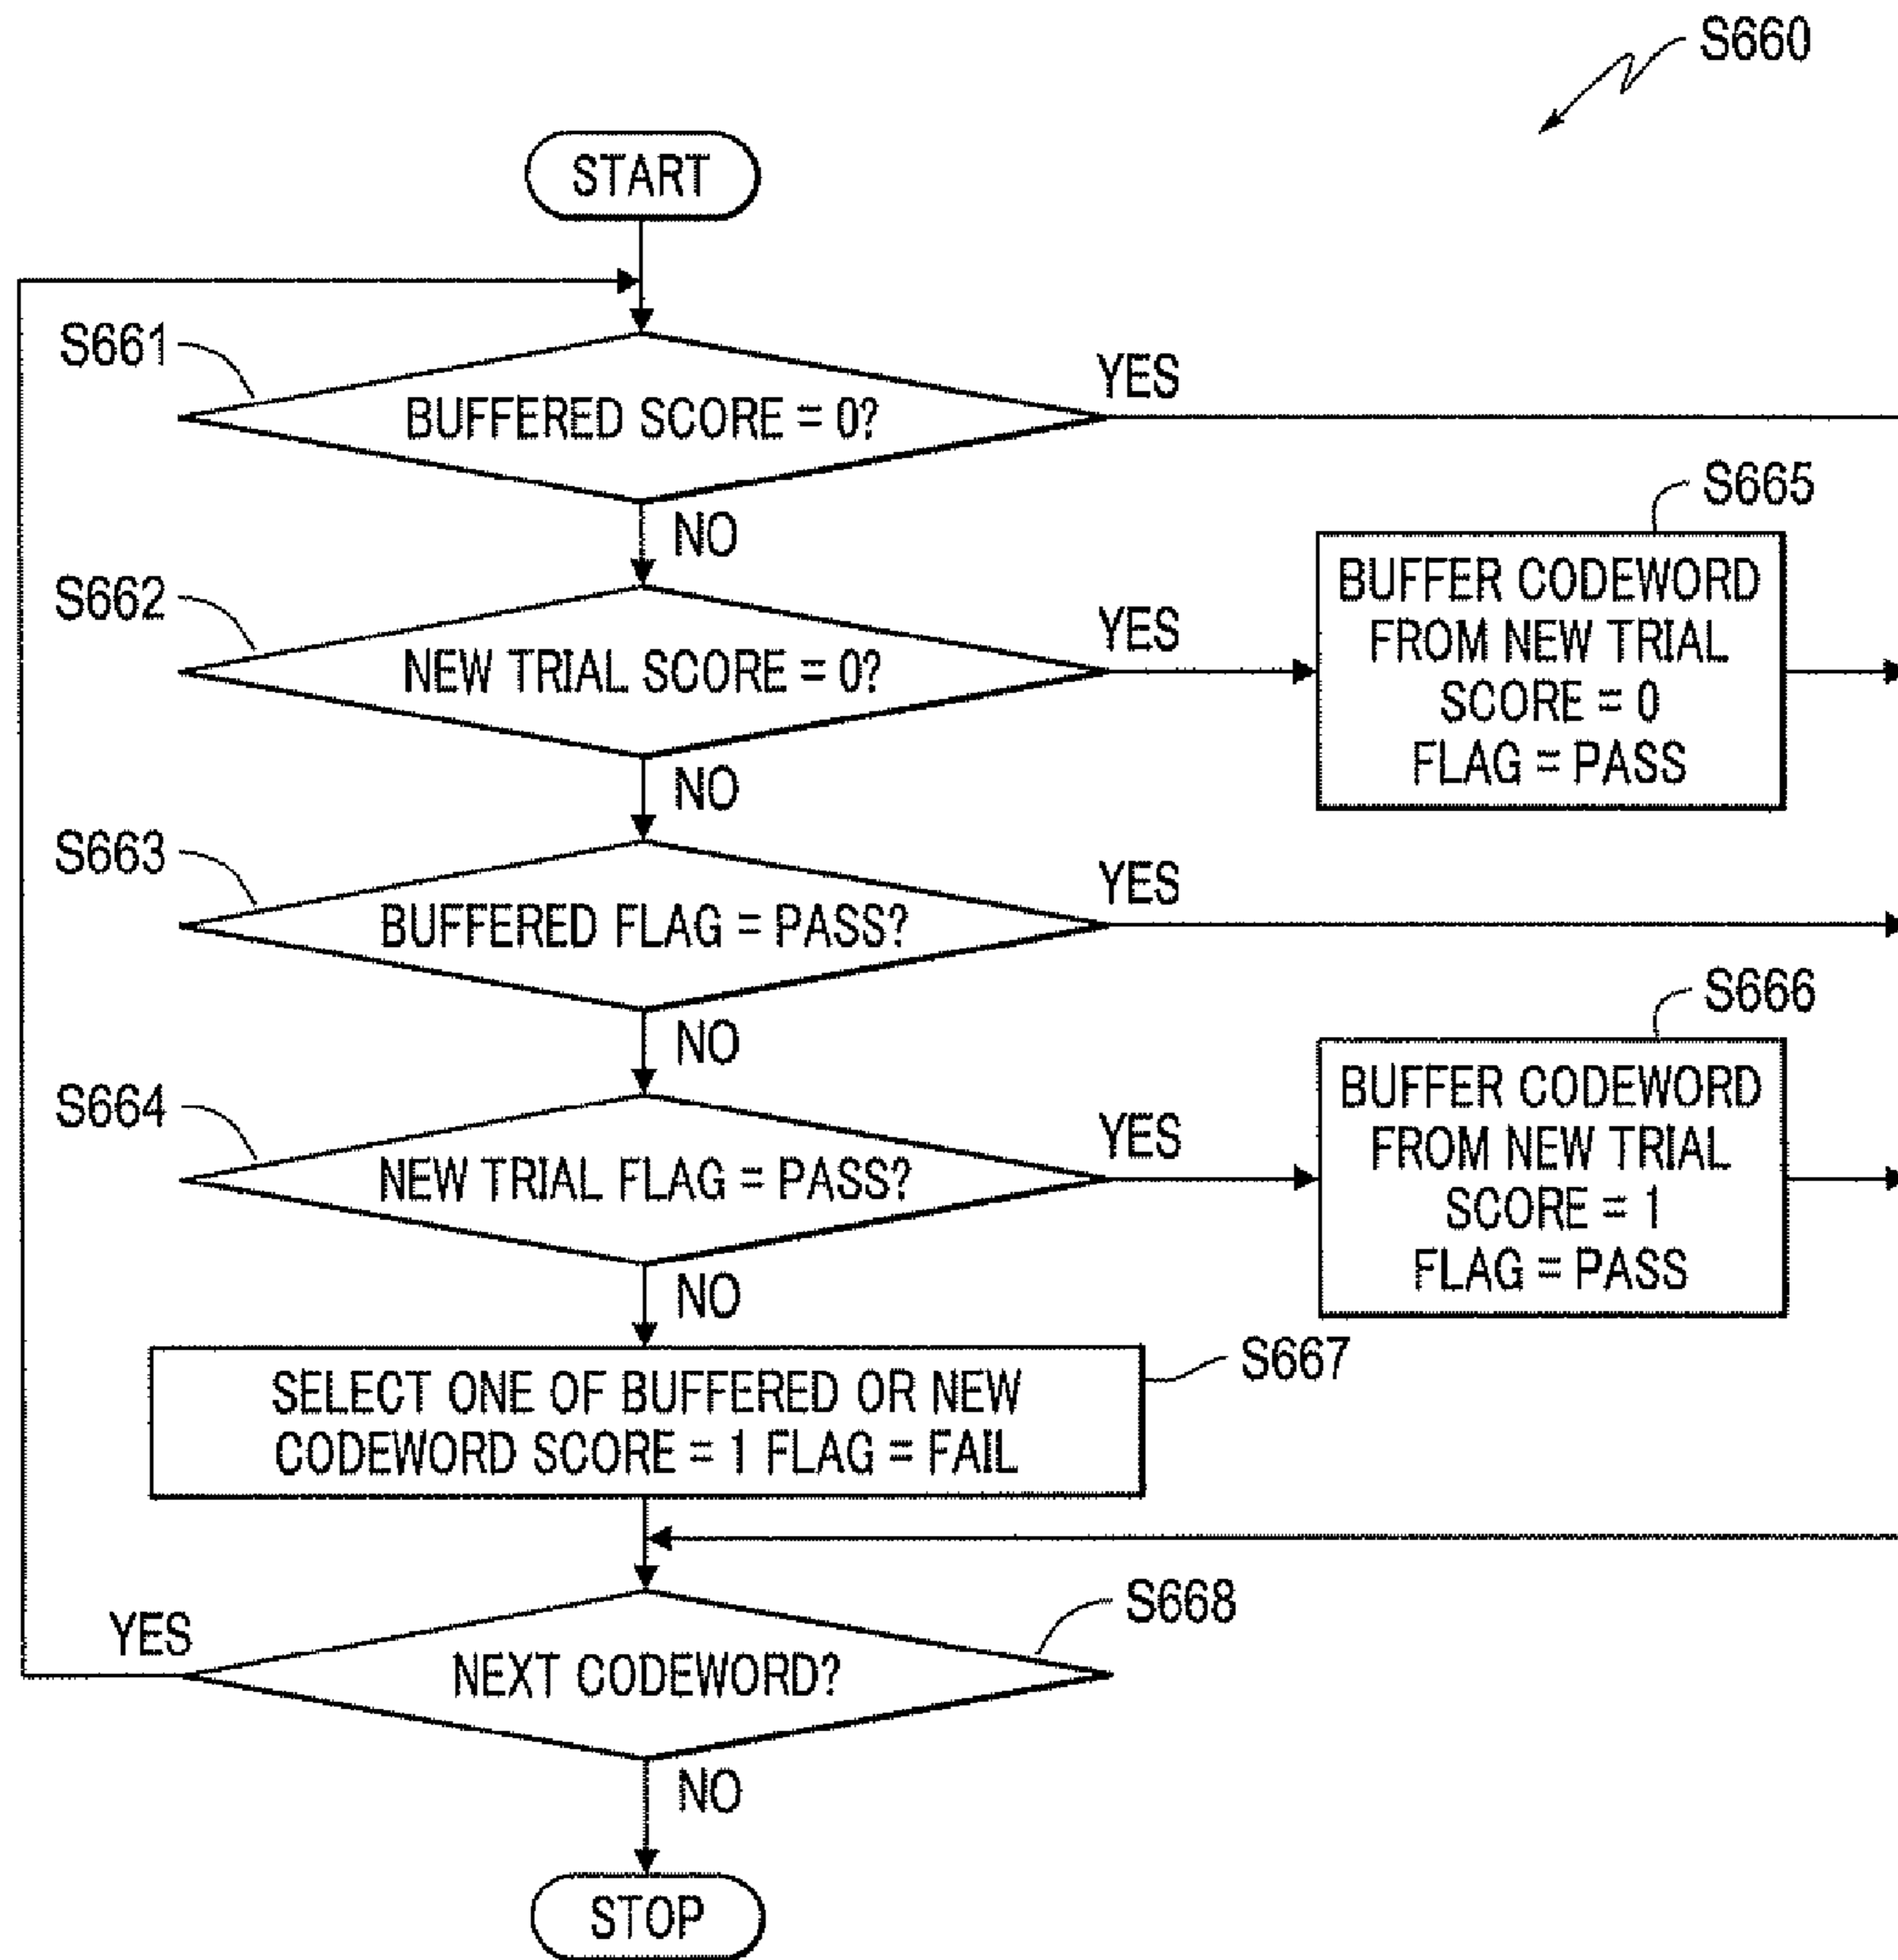 S660
START
S661
BUFFERED SCORE = 0?
YES
NO
S662
NEW TRIAL SCORE = 0?
YES
S665
BUFFER CODEWORD
FROM NEW TRIAL
SCORE = 0
FLAG = PASS
NO
S663
BUFFERED FLAG = PASS?
YES
NO
S664
NEW TRIAL FLAG = PASS?
YES
S666
BUFFER CODEWORD
FROM NEW TRIAL
SCORE = 1
FLAG = PASS
NO
S667
SELECT ONE OF BUFFERED OR NEW
CODEWORD SCORE = 1 FLAG = FAIL
S668
YES
NEXT CODEWORD?
NO
STOP